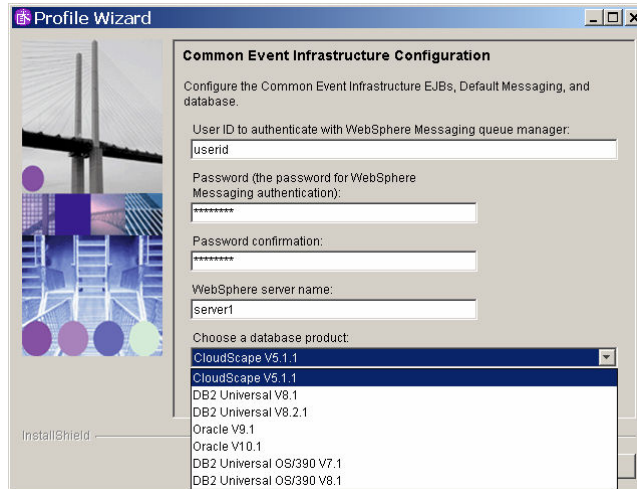 Profile Wizard
Common Event Infrastructure Configuration
Configure the Common Event Infrastructure EJBs, Default Messaging, and
database.
User ID to authenticate with WebSphere Messaging queue manager:
userid
Password (the password for WebSphere
Messaging authentication):
********
Password confirmation:
********
WebSphere server name:
server1
Choose a database product:
CloudScape V5.1.1
CloudScape V5.1.1
DB2 Universal V8.1
DB2 Universal V8.2.1
Oracle V9.1
Oracle V10.1
DB2 Universal OS/390 V7.1
DB2 Universal OS/390 V8.1
InstallShield